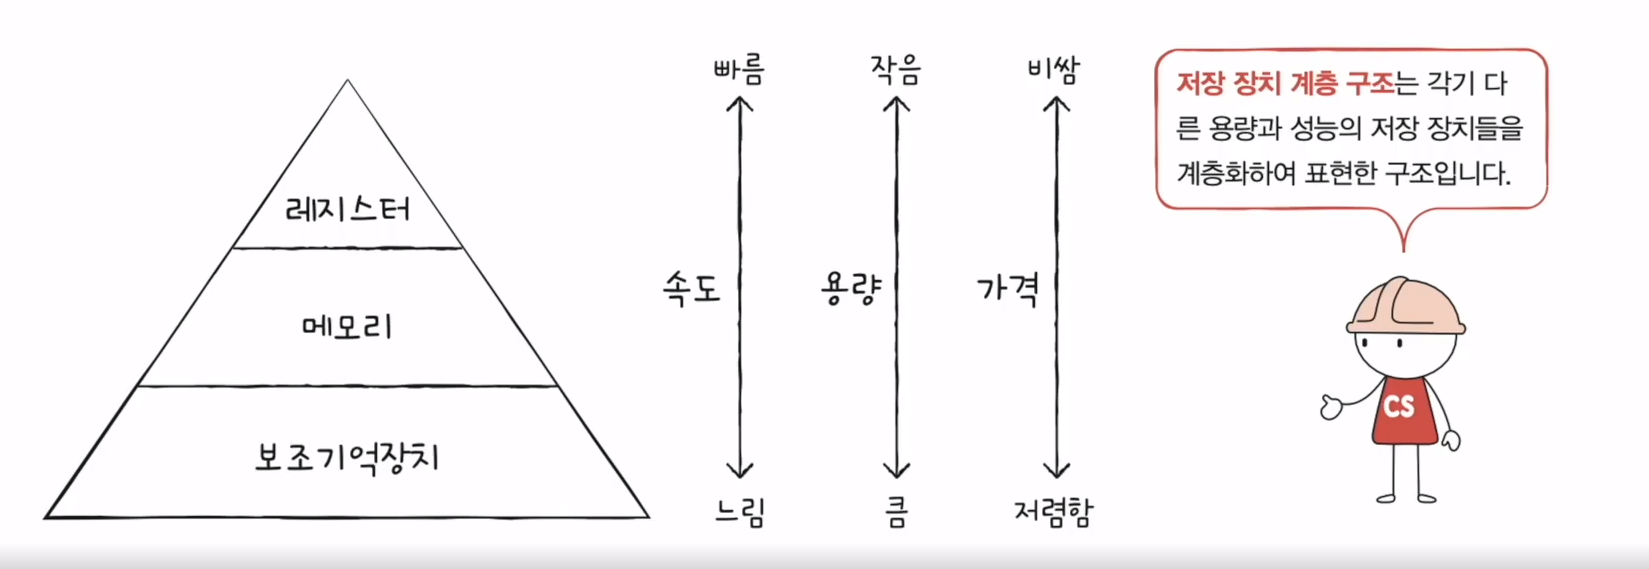 레지스터
메모리
보조기억장치
빠름
속도
느림
작음
용량
큼
비쌈
가격
저렴함
저장 장치 계층 구조는 각기 다
른 용량과 성능의 저장 장치들을
계층화하여 표현한 구조입니다.
CS